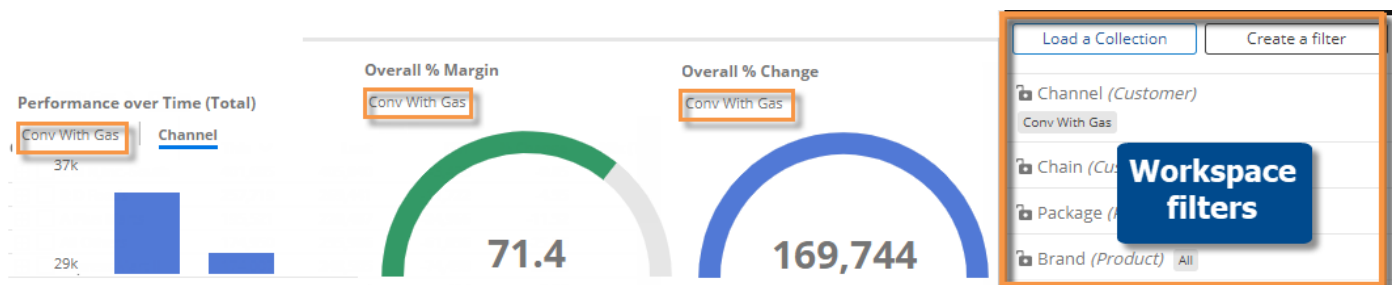 Performance over Time (Total)
Conv With Gas
Channel
37k
29k
Overall % Margin
Conv With Gas
71.4
Overall % Change
Conv With Gas
169,744
Load a Collection
Create a filter
Channel (Customer)
Conv With Gas
Chain
Package
Brand (Product) All
Workspace
filters